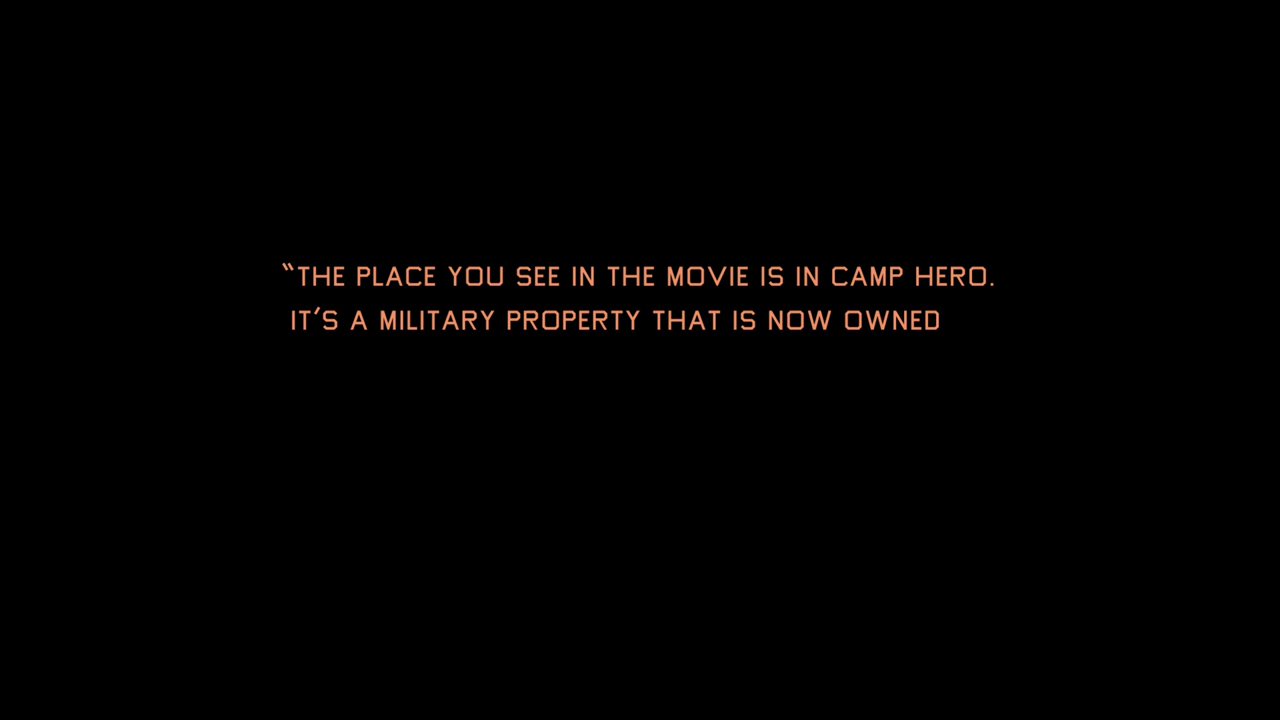 “THE PLACE YOU SEE IN THE MOVIE IS IN CAMP HERO.
IT'S A MILITARY PROPERTY THAT IS NOW OWNED